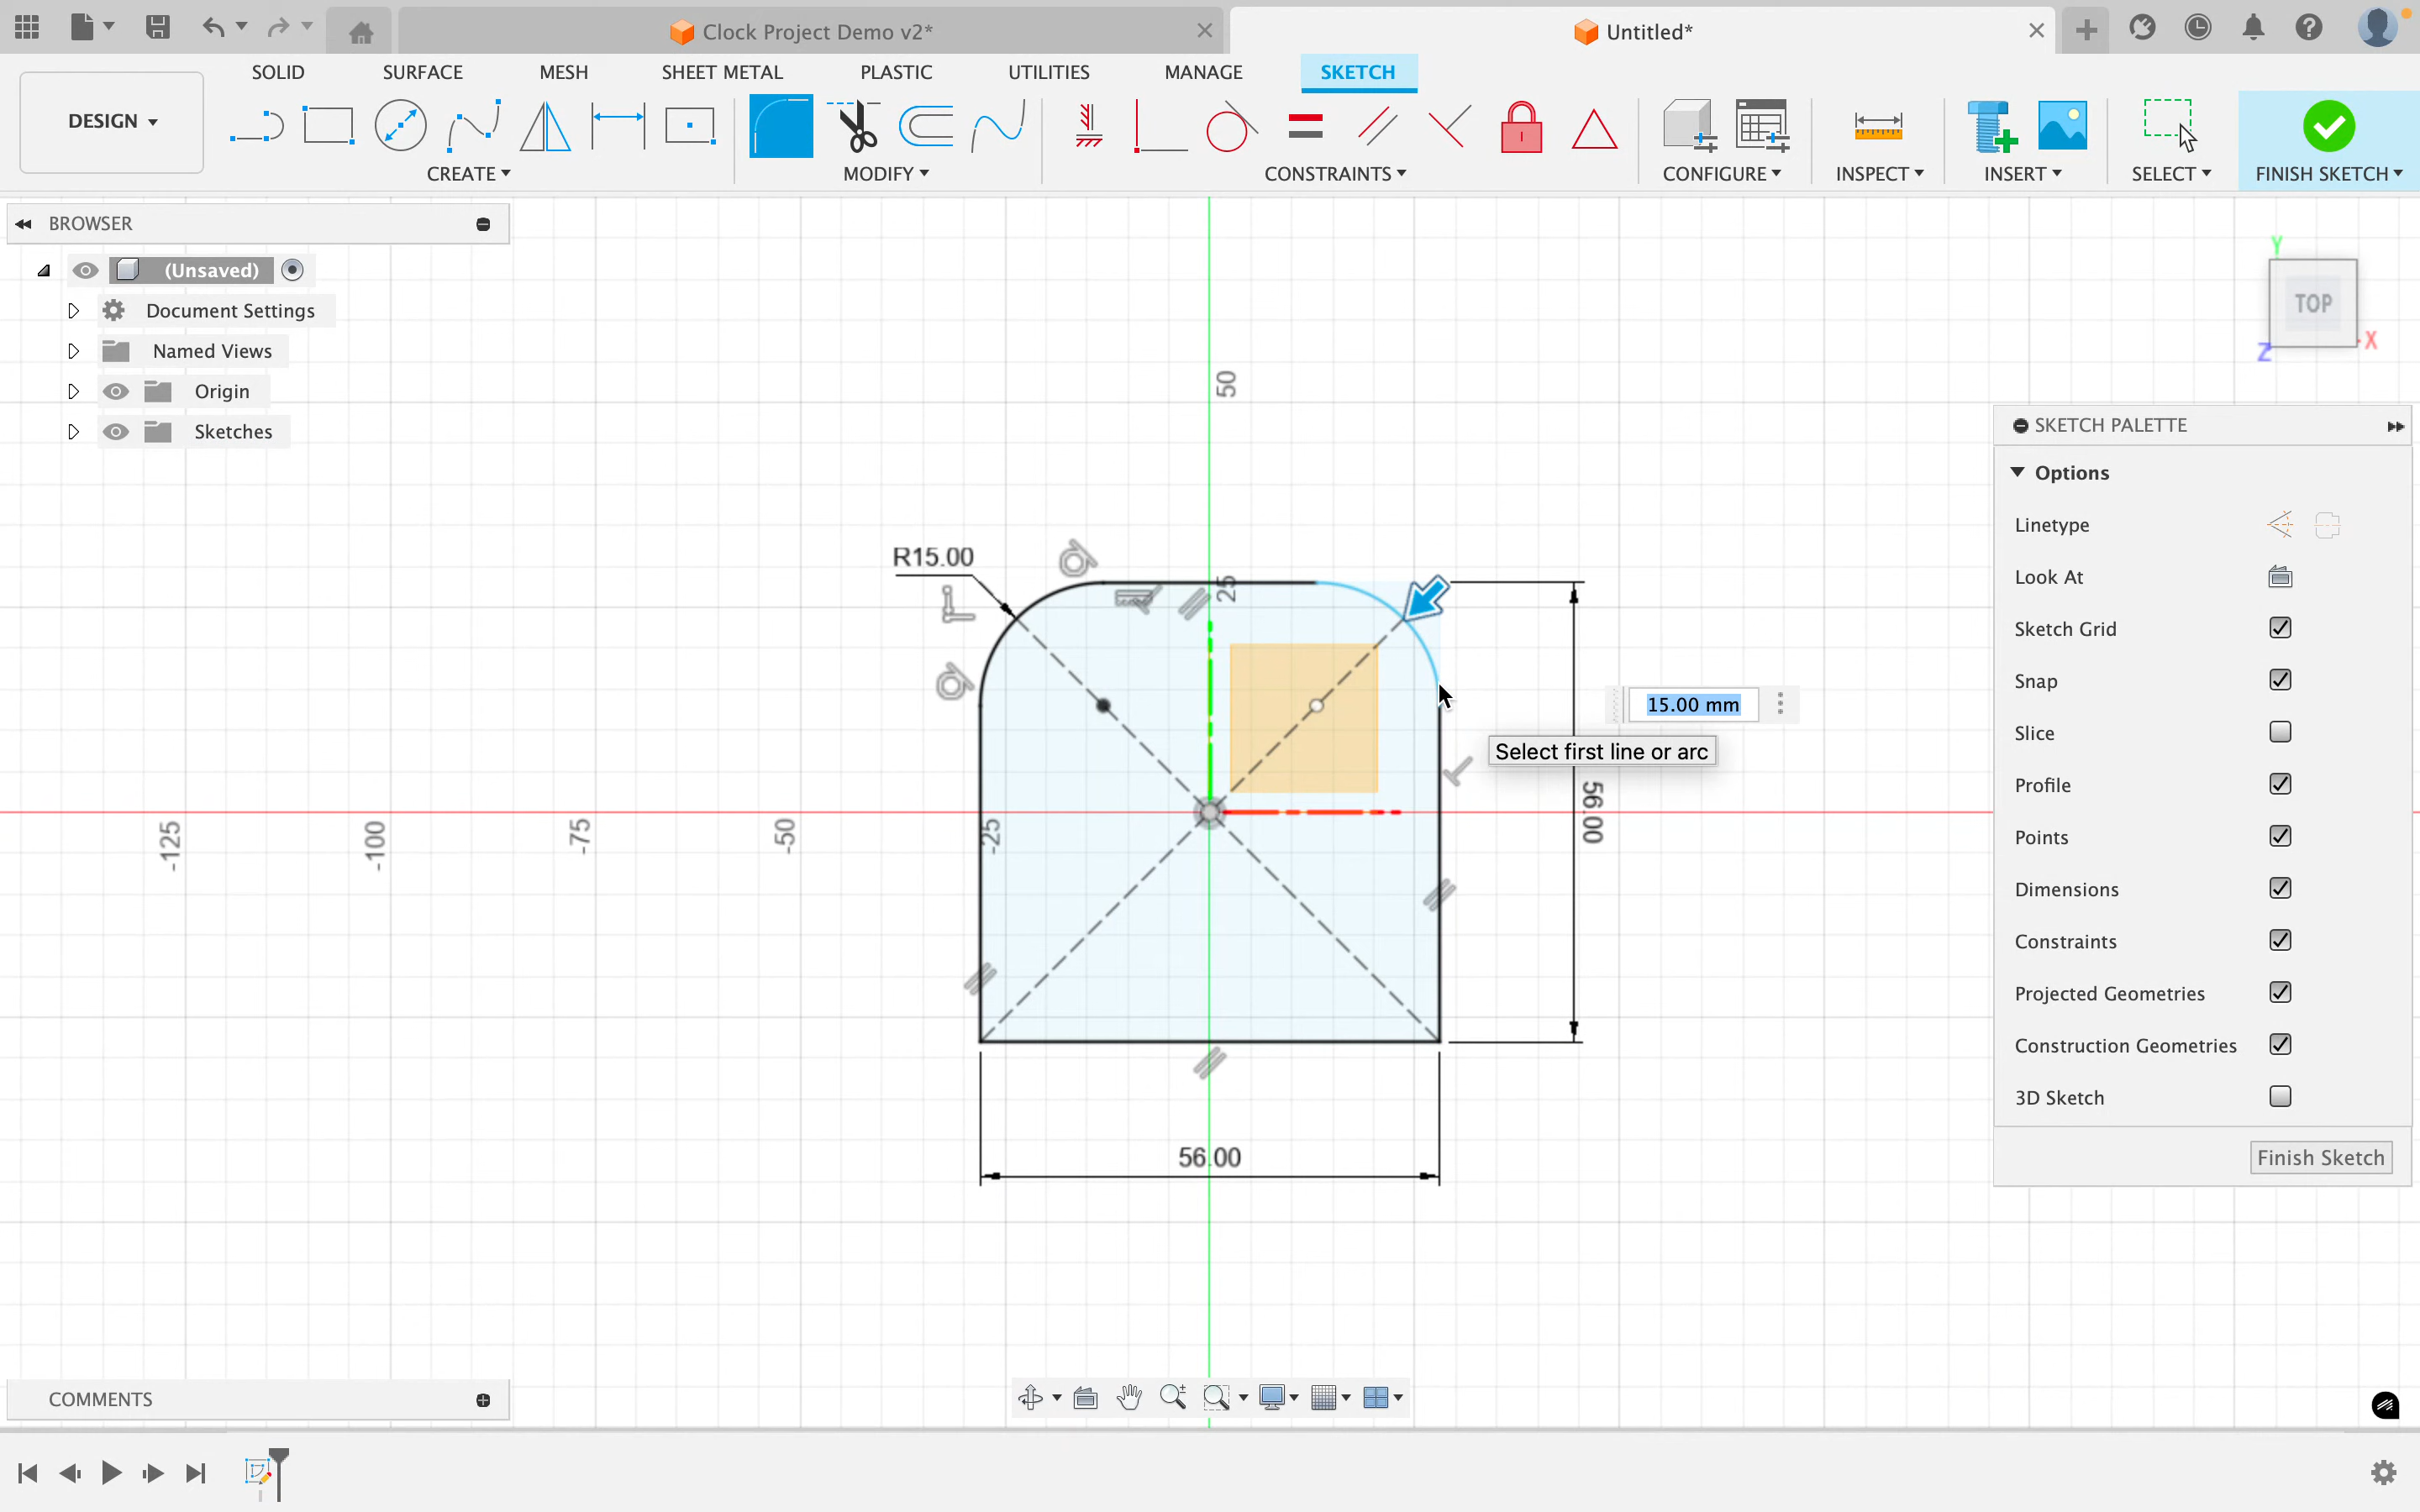 Clock Project Demo v2*
Untitled*
SOLID SURFACE MESH SHEET METAL PLASTIC UTILITIES MANAGE SKETCH
DESIGN
CREATE MODIFY CONSTRAINTS CONFIGURE INSPECT INSERT SELECT FINISH SKETCH
BROWSER
(Unsaved)
Document Settings
Named Views
Origin
Sketches
Y
TOP
X
Z
50
25
R15.00
15.00 mm
Select first line or arc
56.00
-125
-100
-75
-50
-25
56.00
SKETCH PALETTE
Options
Linetype
Look At
Sketch Grid
Snap
Slice
Profile
Points
Dimensions
Constraints
Projected Geometries
Construction Geometries
3D Sketch
Finish Sketch
COMMENTS